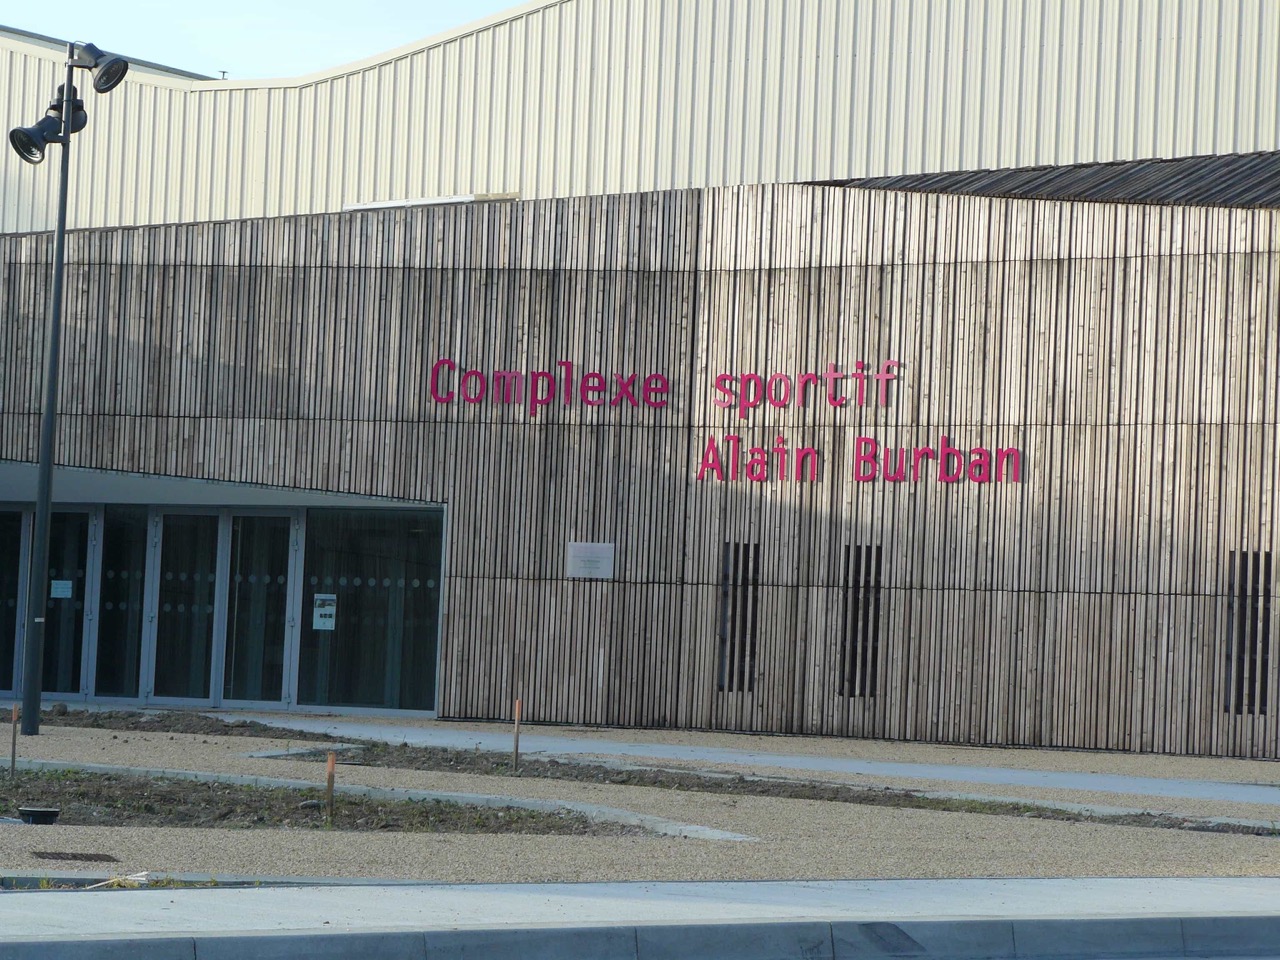 Complexe sportif
Alain Burban